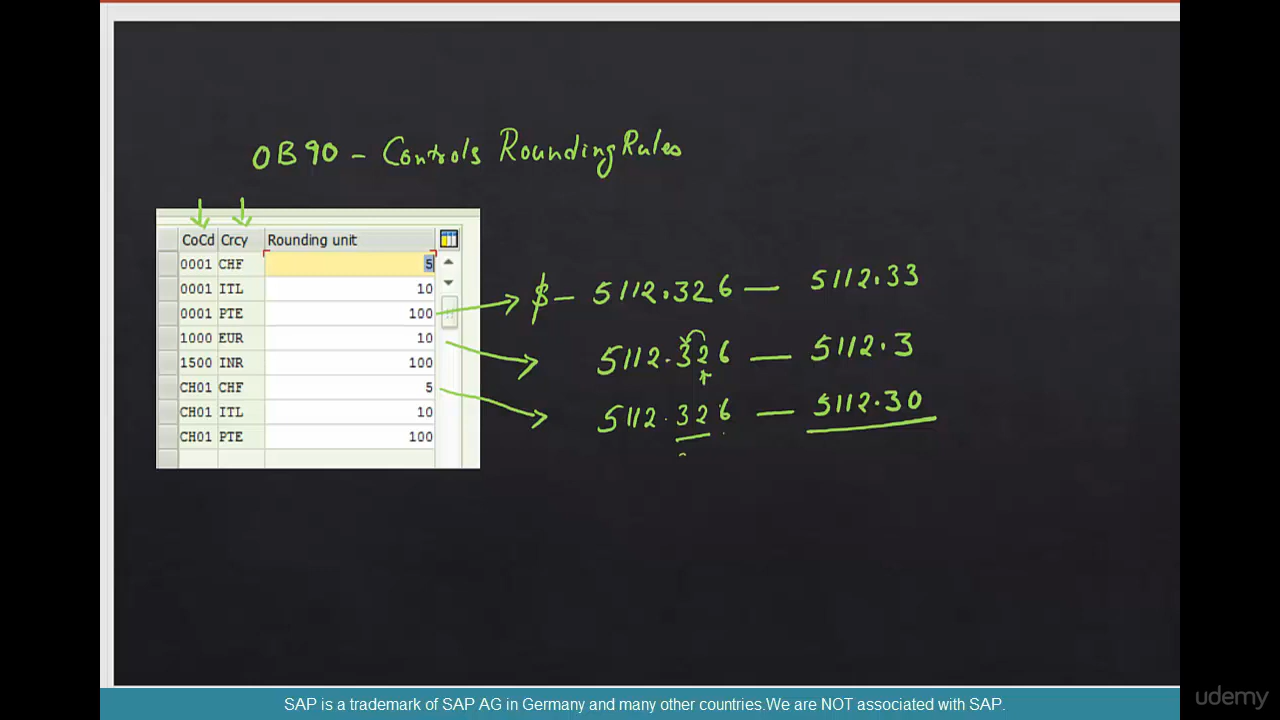 OB90 - Controls Rounding Rules
CoCd Crcy Rounding unit
0001 CHF 5
0001 ITL 10
0001 PTE 100
1000 EUR 10
1500 INR 100
CH01 CHF 5
CH01 ITL 10
CH01 PTE 100
$ - 5112.326 — 5112.33
5112.326 — 5112.3
5112.326 — 5112.30
SAP is a trademark of SAP AG in Germany and many other countries.We are NOT associated with SAP.
udemy